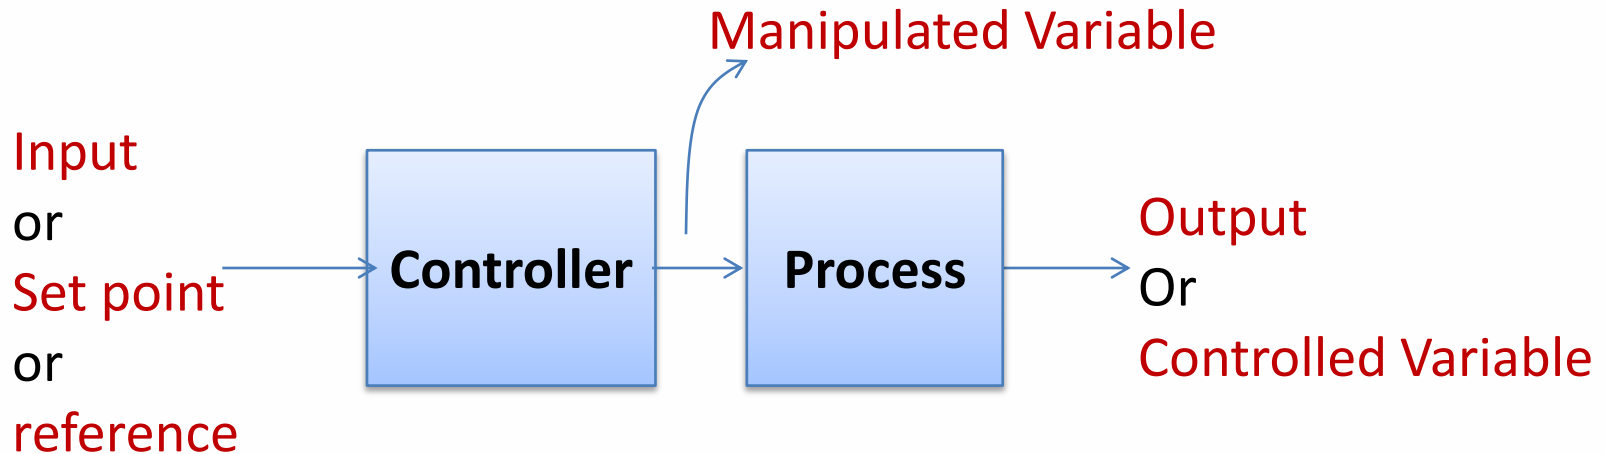 Manipulated Variable
Input
or
Set point
or
reference
Controller
Process
Output
Or
Controlled Variable